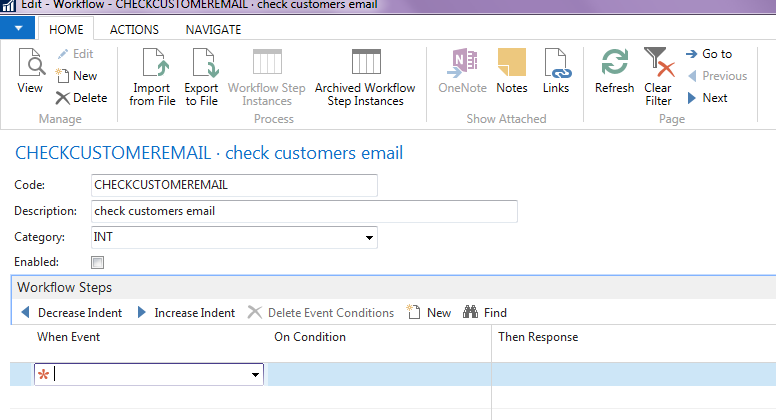 Edit - Workflow - CHECKCUSTOMEREMAIL · check customers email
HOME ACTIONS NAVIGATE
View
Edit
New
Delete
Manage
Import from File
Export to File
Workflow Step Instances
Archived Workflow Step Instances
Process
OneNote
Notes
Links
Show Attached
Refresh
Clear Filter
Go to
Previous
Next
Page
CHECKCUSTOMEREMAIL · check customers email
Code: CHECKCUSTOMEREMAIL
Description: check customers email
Category: INT
Enabled:
Workflow Steps
Decrease Indent Increase Indent Delete Event Conditions New Find
When Event On Condition Then Response